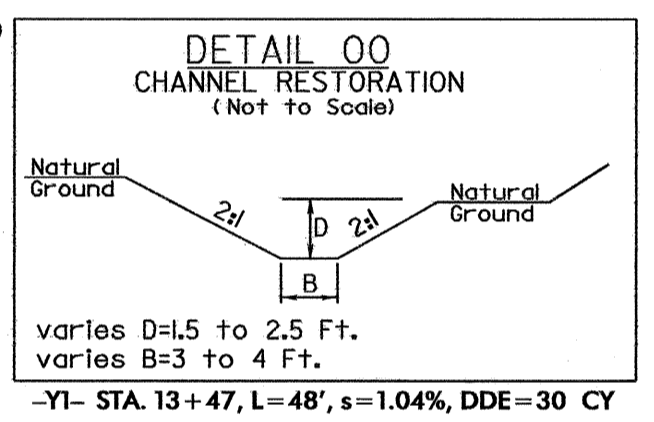 DETAIL OO
CHANNEL RESTORATION
(Not to Scale)
Natural
Ground
2:1
D
2:1
Natural
Ground
B
varies D=1.5 to 2.5 Ft.
varies B=3 to 4 Ft.
-Y1- STA. 13+47, L=48', s=1.04%, DDE=30 CY